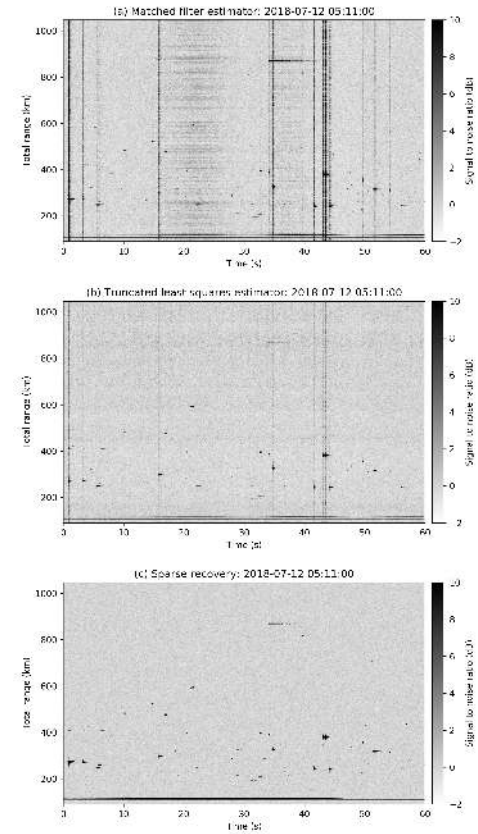 (a) Matched filter estimator: 2018-07-12 05:11:00
1000
800
600
400
200
Total range (km)
0 10 20 30 40 50 60
Time (s)
10
8
6
4
2
0
−2
Signal to noise ratio (db)
(b) Truncated least squares estimator: 2018-07-12 05:11:00
1000
800
600
400
200
Total range (km)
0 10 20 30 40 50 60
Time (s)
10
8
6
4
2
0
2
Signal to noise ratio (db)
(c) Sparse recovery: 2018-07-12 05:11:00
1000
800
600
400
200
Total range (km)
0 10 20 30 40 50 60
Time (s)
10
8
6
4
2
0
−2
Signal to noise ratio (db)